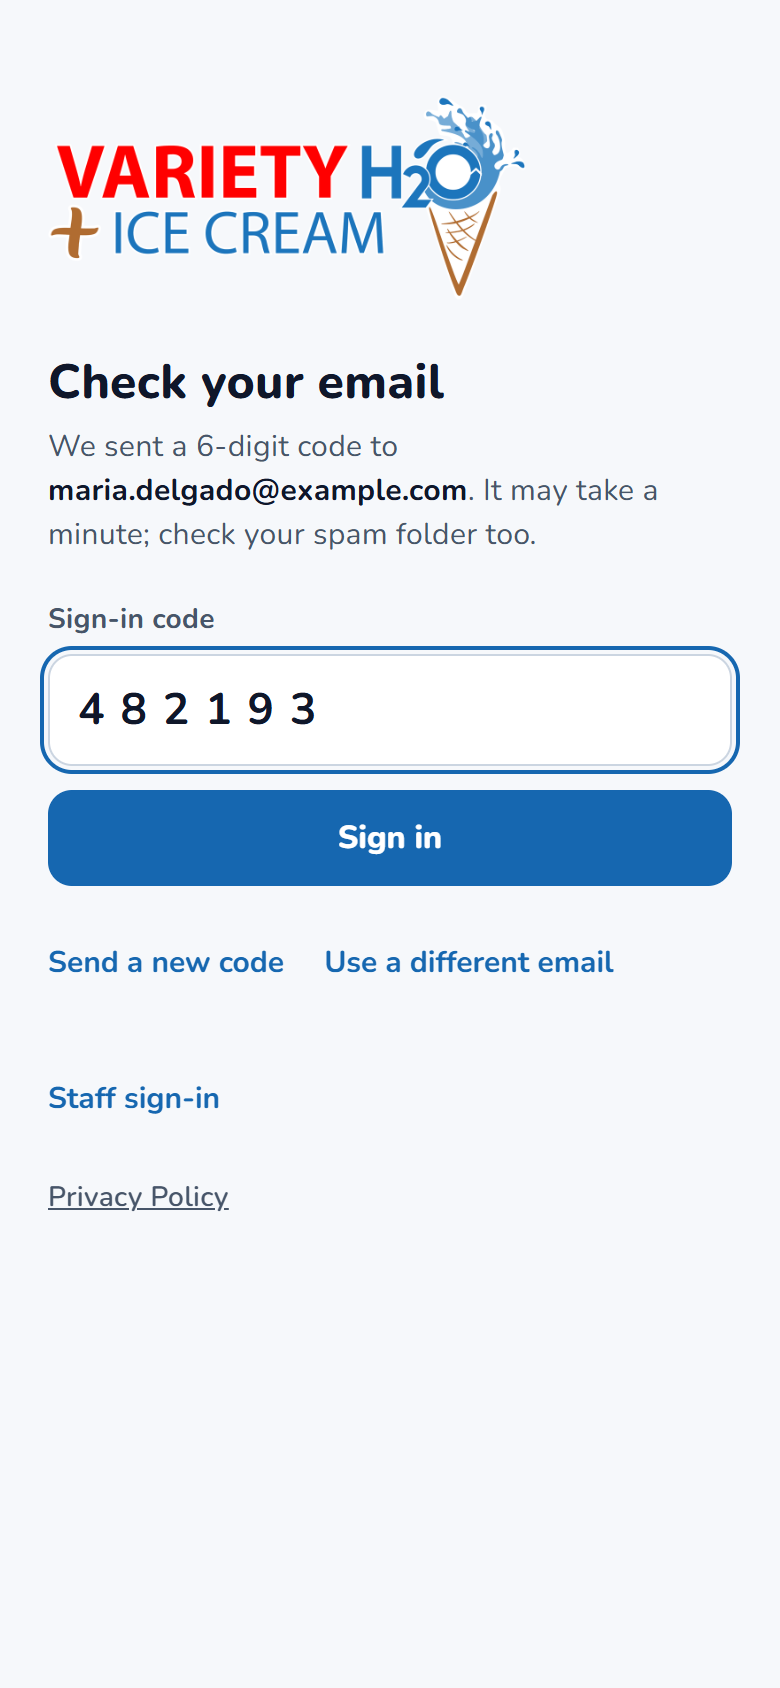 VARIETY H2O
+ ICE CREAM
Check your email
We sent a 6-digit code to
maria.delgado@example.com. It may take a
minute; check your spam folder too.
Sign-in code
4 8 2 1 9 3
Sign in
Send a new code Use a different email
Staff sign-in
Privacy Policy